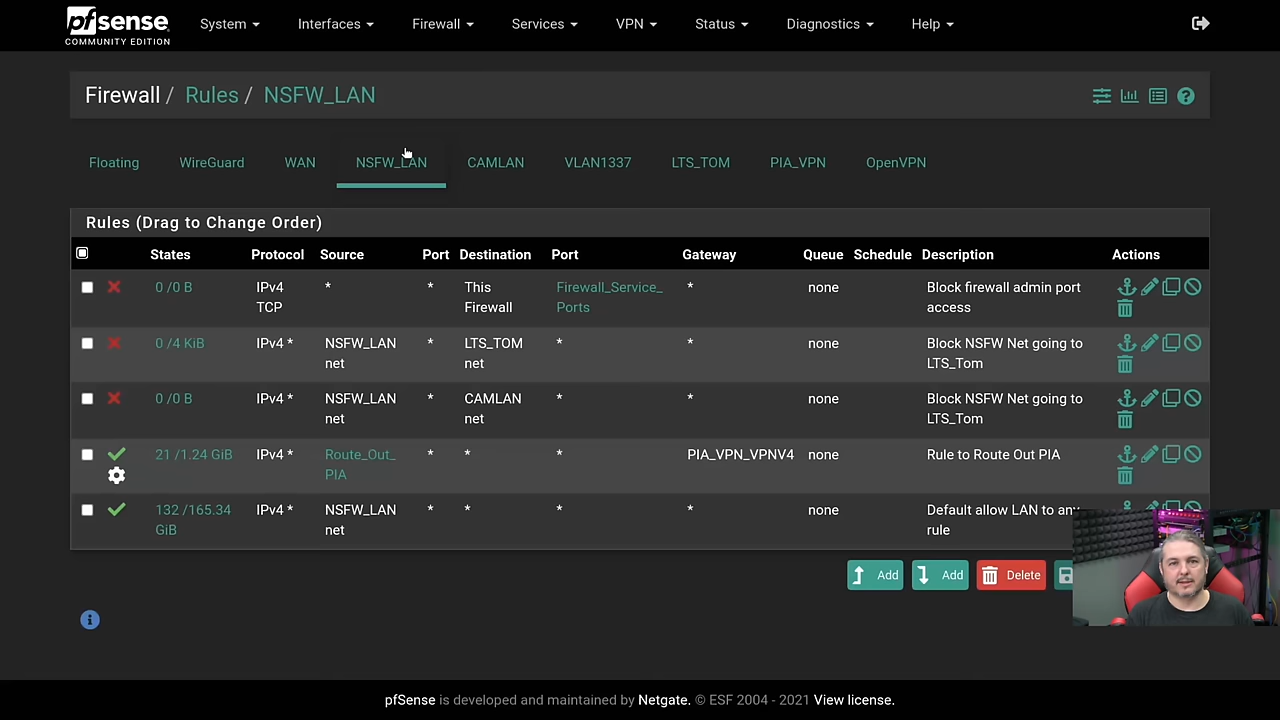 pfsense
COMMUNITY EDITION
System Interfaces Firewall Services VPN Status Diagnostics Help
Firewall / Rules / NSFW_LAN
Floating WireGuard WAN NSFW_LAN CAMLAN VLAN1337 LTS_TOM PIA_VPN OpenVPN
Rules (Drag to Change Order)
States Protocol Source Port Destination Port Gateway Queue Schedule Description Actions
0 /0 B IPv4 * * This Firewall_Service_ * none Block firewall admin port
TCP Firewall Ports access
0 /4 KiB IPv4 * NSFW_LAN * LTS_TOM * * none Block NSFW Net going to
net net LTS_Tom
0 /0 B IPv4 * NSFW_LAN * CAMLAN * * none Block NSFW Net going to
net net LTS_Tom
21 /1.24 GiB IPv4 * Route_Out_ * * * PIA_VPN_VPNV4 none Rule to Route Out PIA
PIA
132 /165.34 IPv4 * NSFW_LAN * * * * none Default allow LAN to any
GiB net rule
Add Add Delete
pfSense is developed and maintained by Netgate. © ESF 2004 - 2021 View license.